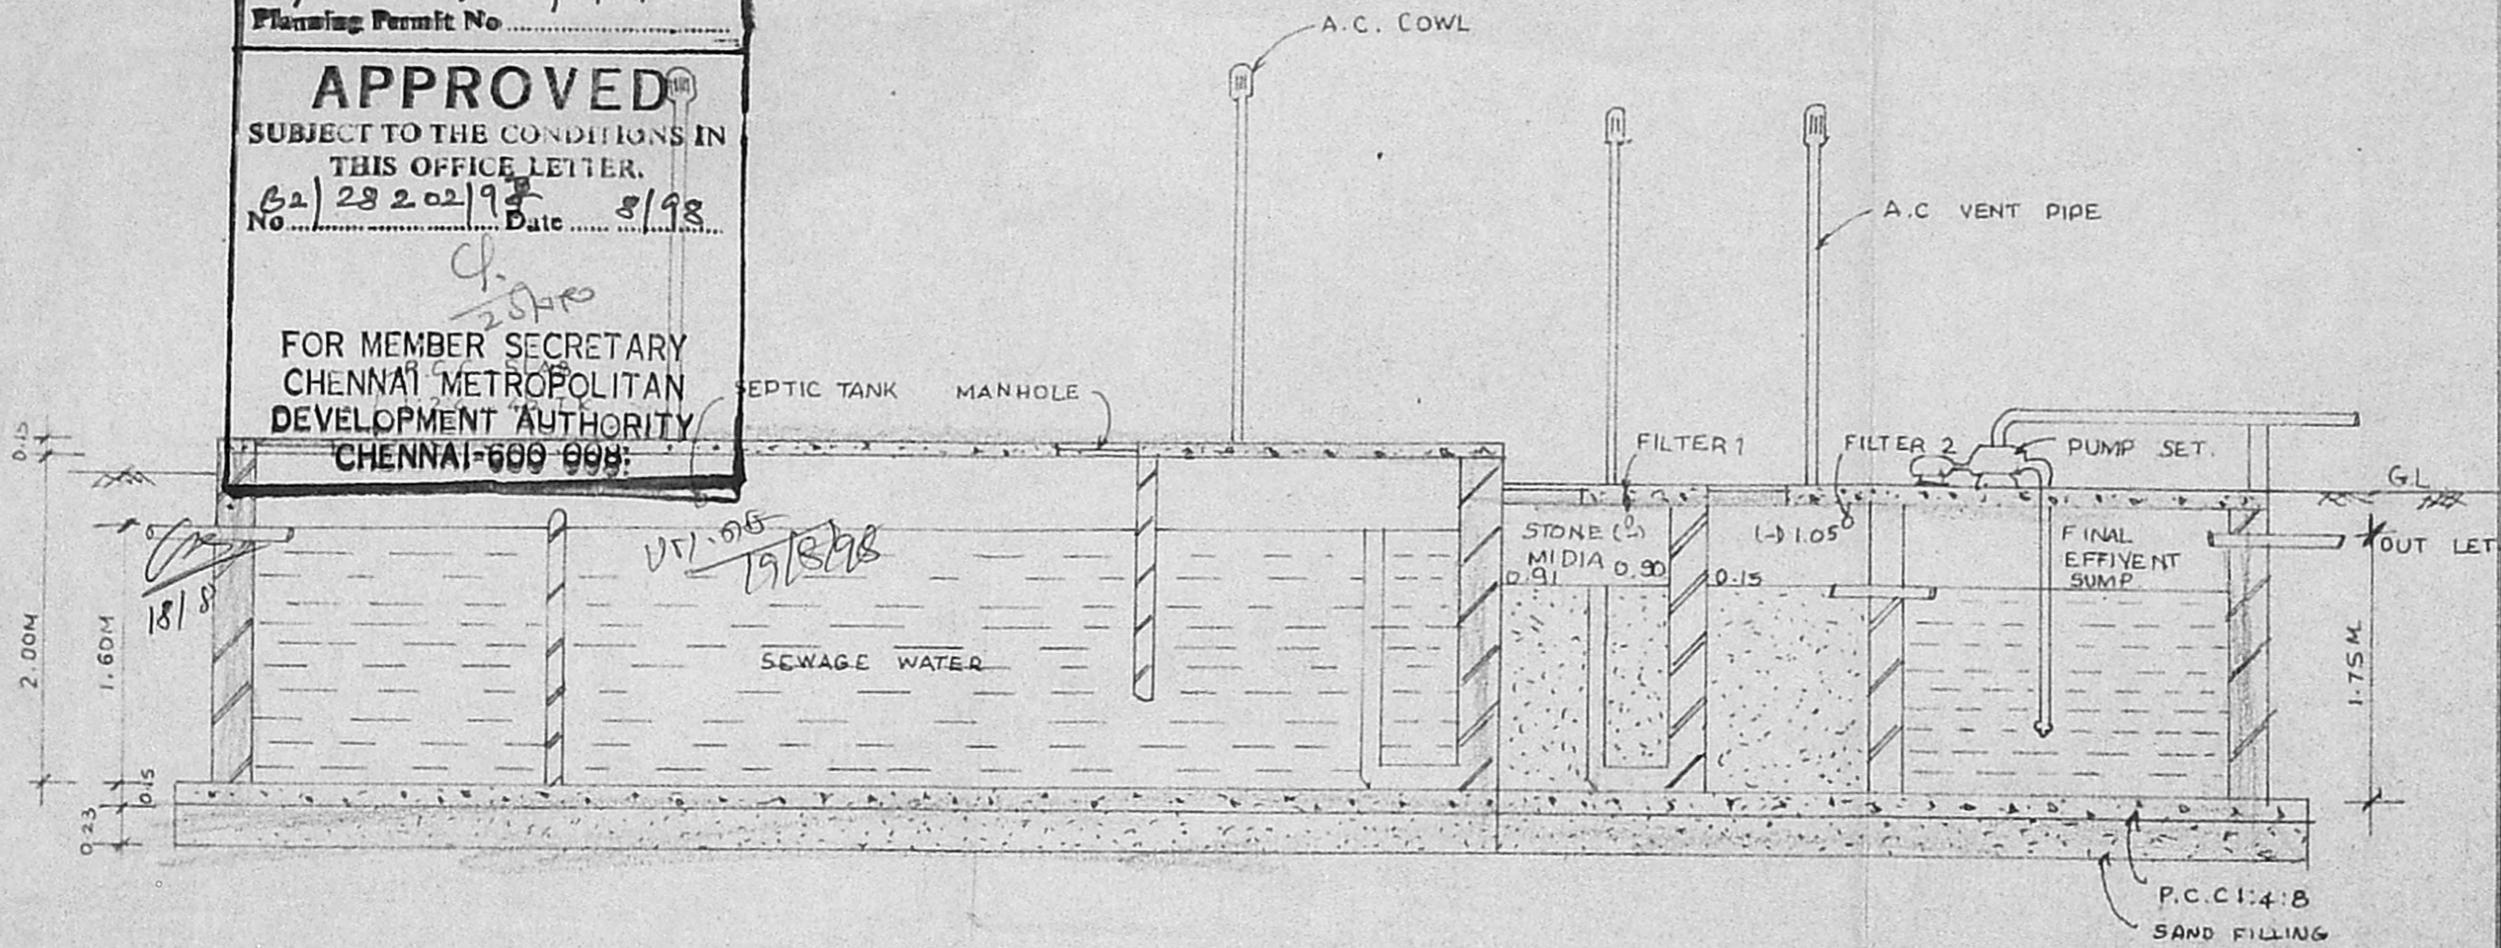 Planning Permit No
APPROVED
SUBJECT TO THE CONDITIONS IN
THIS OFFICE LETTER.
No B2/28202/98 Date 8/98
FOR MEMBER SECRETARY
CHENNAI METROPOLITAN
DEVELOPMENT AUTHORITY
CHENNAI-600 008:
R.C.C. SLAB
A.C. COWL
A.C VENT PIPE
SEPTIC TANK
MANHOLE
FILTER 1
FILTER 2
PUMP SET.
GL
0.15
18/8
19/8/98
STONE (-)
MIDIA
0.91
0.90
(-) 1.05
0.15
FINAL
EFFIVENT
SUMP
OUT LET
SEWAGE WATER
2.00M
1.60M
1.75M
0.15
0.23
P.C.C 1:4:8
SAND FILLING